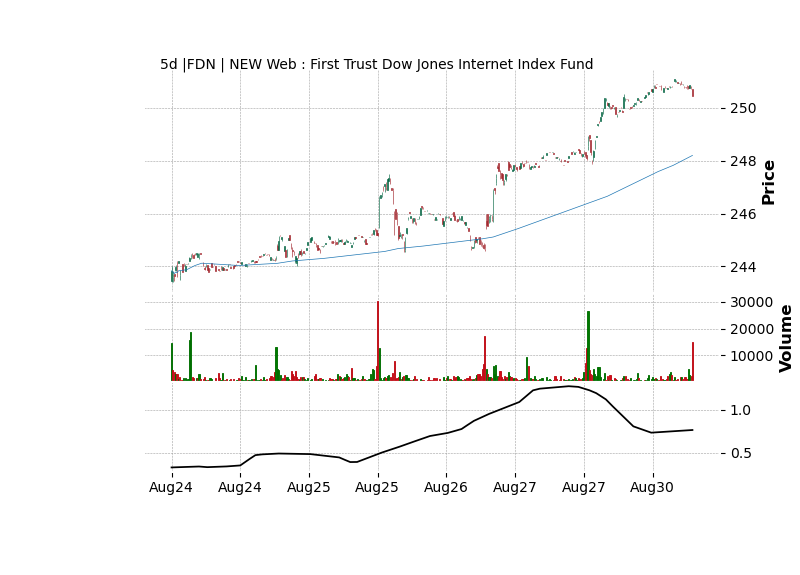 5d |FDN | NEW Web : First Trust Dow Jones Internet Index Fund
250
248
246
244
Price
30000
20000
10000
Volume
1.0
0.5
Aug24 Aug24 Aug25 Aug25 Aug26 Aug27 Aug27 Aug30